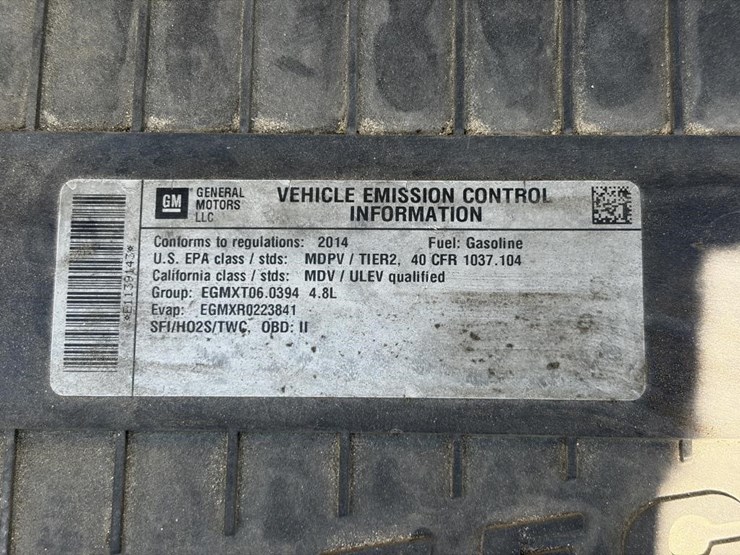 GM
GENERAL
MOTORS
LLC
VEHICLE EMISSION CONTROL
INFORMATION
Conforms to regulations: 2014 Fuel: Gasoline
U.S. EPA class / stds: MDPV / TIER2, 40 CFR 1037.104
California class / stds: MDV / ULEV qualified
Group: EGMXT06.0394 4.8L
Evap: EGMXR0223841
SFI/HO2S/TWC, OBD: II
*E1139143*